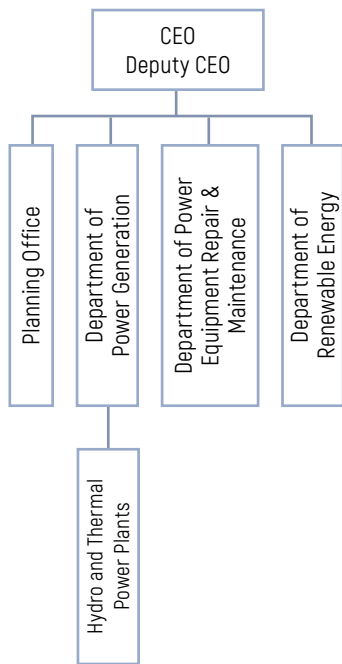 CEO
Deputy CEO
Planning Office
Department of
Power Generation
Department of Power
Equipment Repair &
Maintenance
Department of
Renewable Energy
Hydro and Thermal
Power Plants